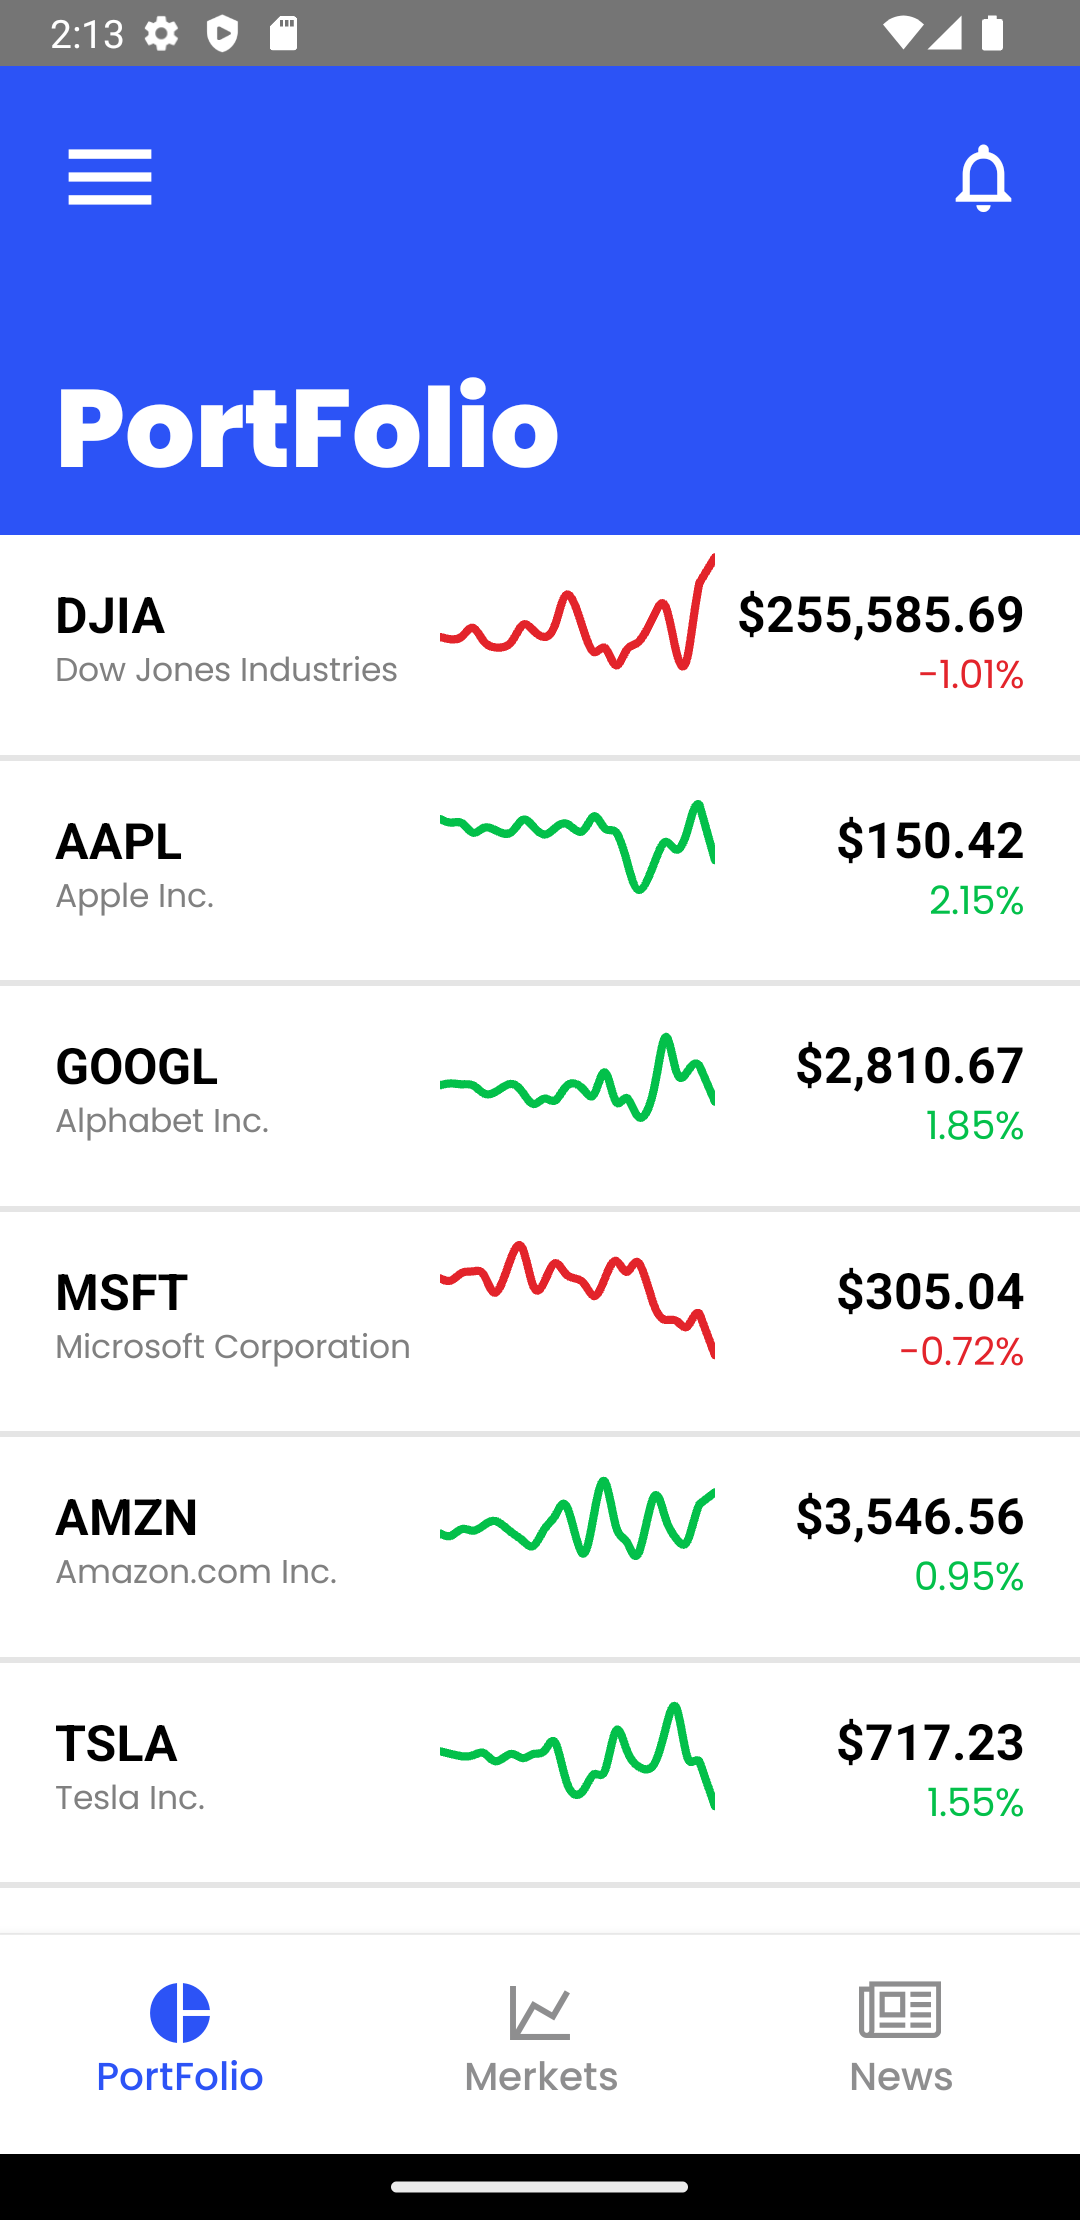 2:13
PortFolio
DJIA
$255,585.69
Dow Jones Industries
-1.01%
AAPL
$150.42
Apple Inc.
2.15%
GOOGL
$2,810.67
Alphabet Inc.
1.85%
MSFT
$305.04
Microsoft Corporation
-0.72%
AMZN
$3,546.56
Amazon.com Inc.
0.95%
TSLA
$717.23
Tesla Inc.
1.55%
PortFolio
Merkets
News